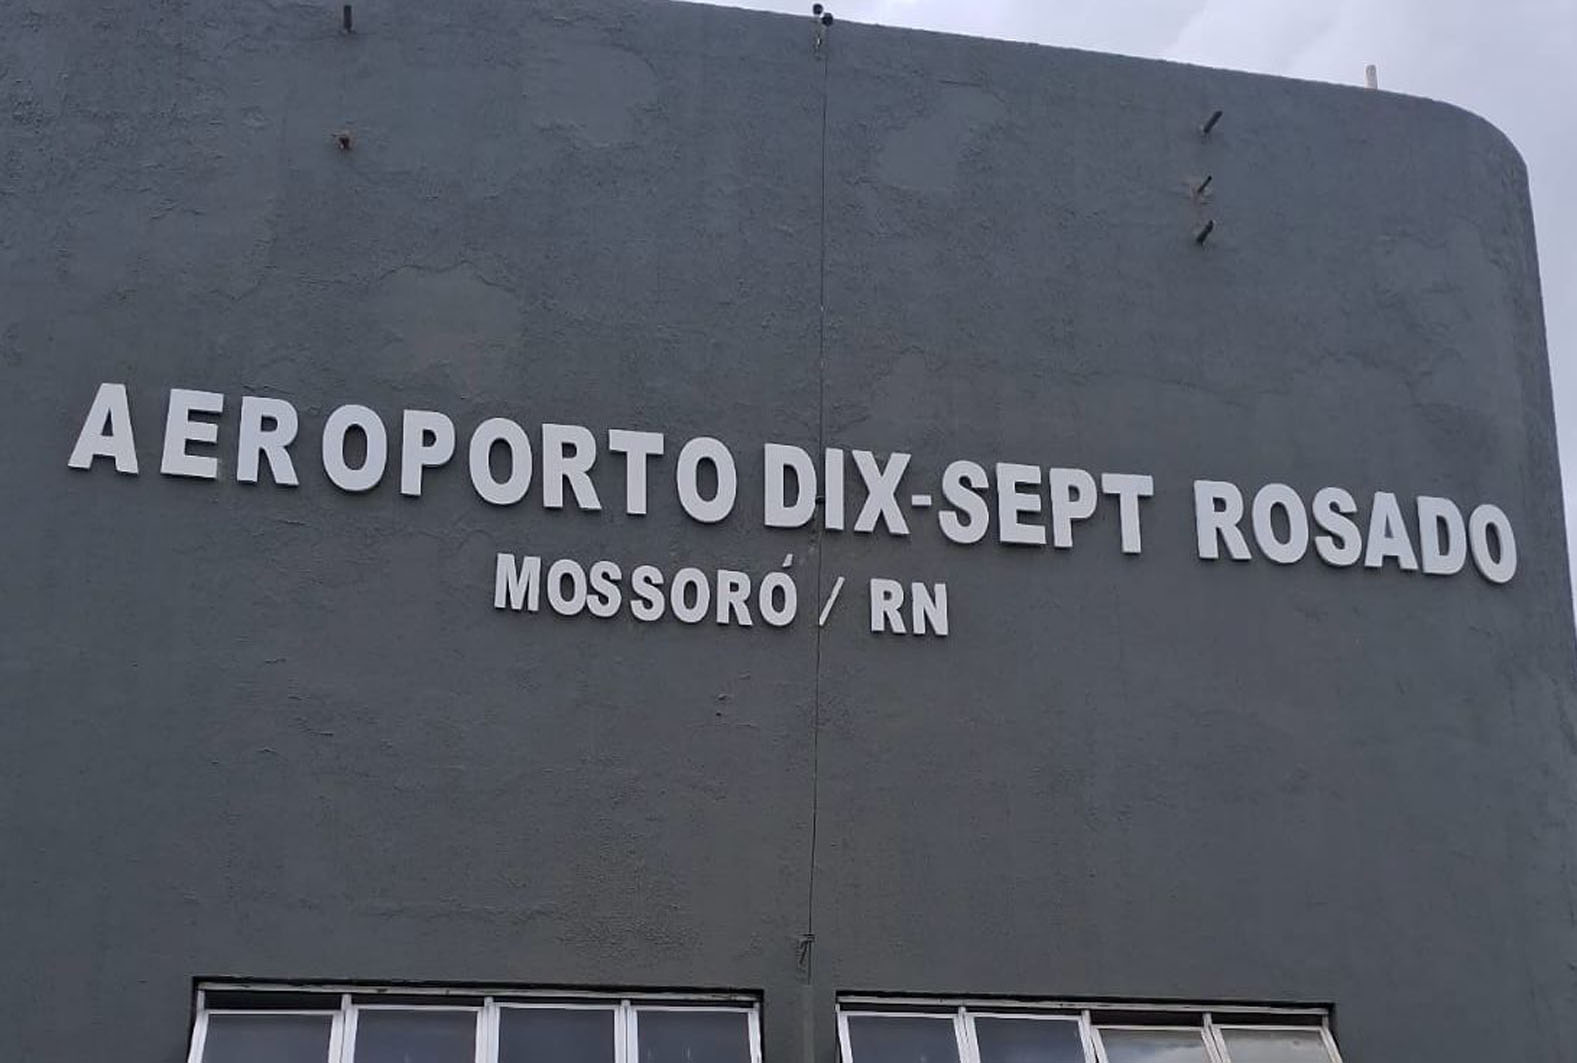 AEROPORTO DIX-SEPT ROSADO
MOSSORÓ / RN